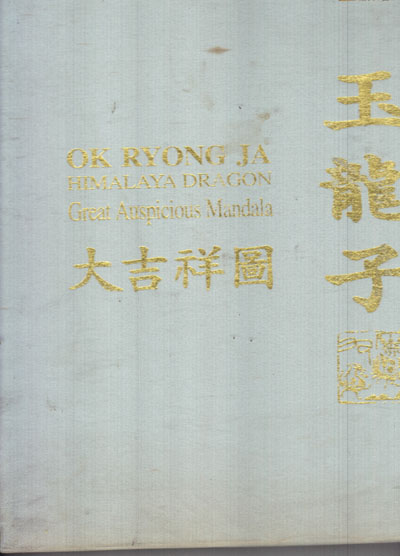 OK RYONG JA
HIMALAYA DRAGON
Great Auspicious Mandala
大吉祥圖
玉龍子